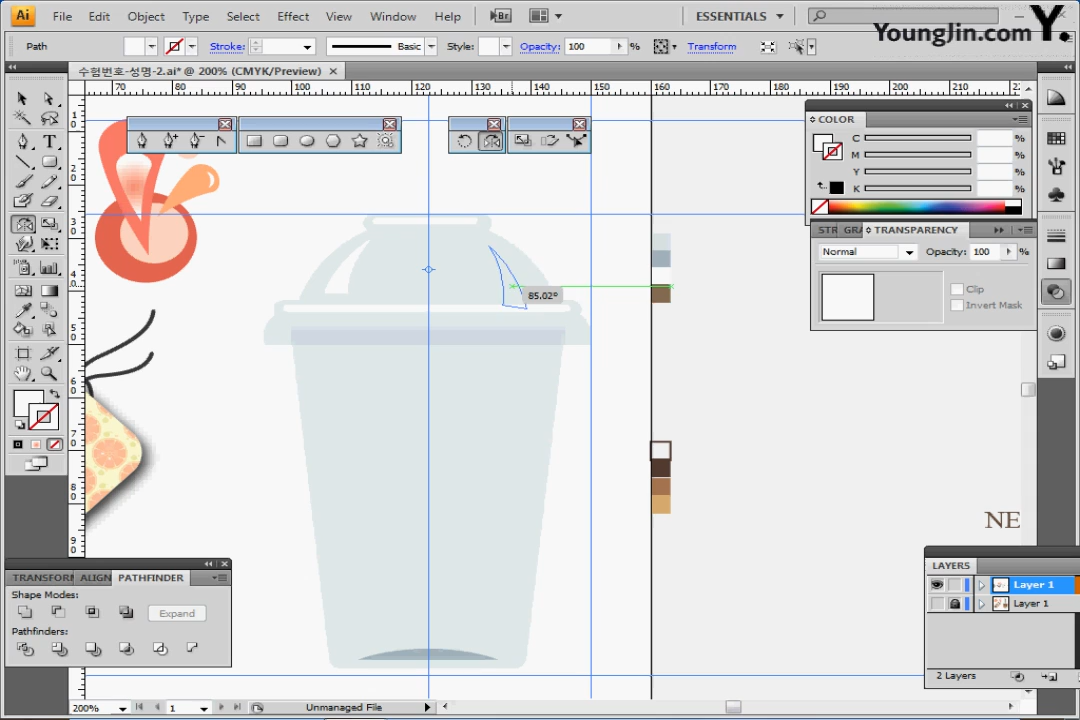 Ai File Edit Object Type Select Effect View Window Help Br ESSENTIALS
YoungJin.com Y.
Path Stroke: Basic Style: Opacity: 100 % Transform
수험번호-성명-2.ai* @ 200% (CMYK/Preview)
70 80 90 100 110 120 130 140 150 160 170 180 190 200 210
COLOR
C %
M %
Y %
K %
TRANSPARENCY
Normal Opacity: 100 %
Clip
Invert Mask
85.02°
NE
TRANSFORM ALIGN PATHFINDER
Shape Modes:
Expand
Pathfinders:
LAYERS
Layer 1
Layer 1
2 Layers
200% 1 Unmanaged File